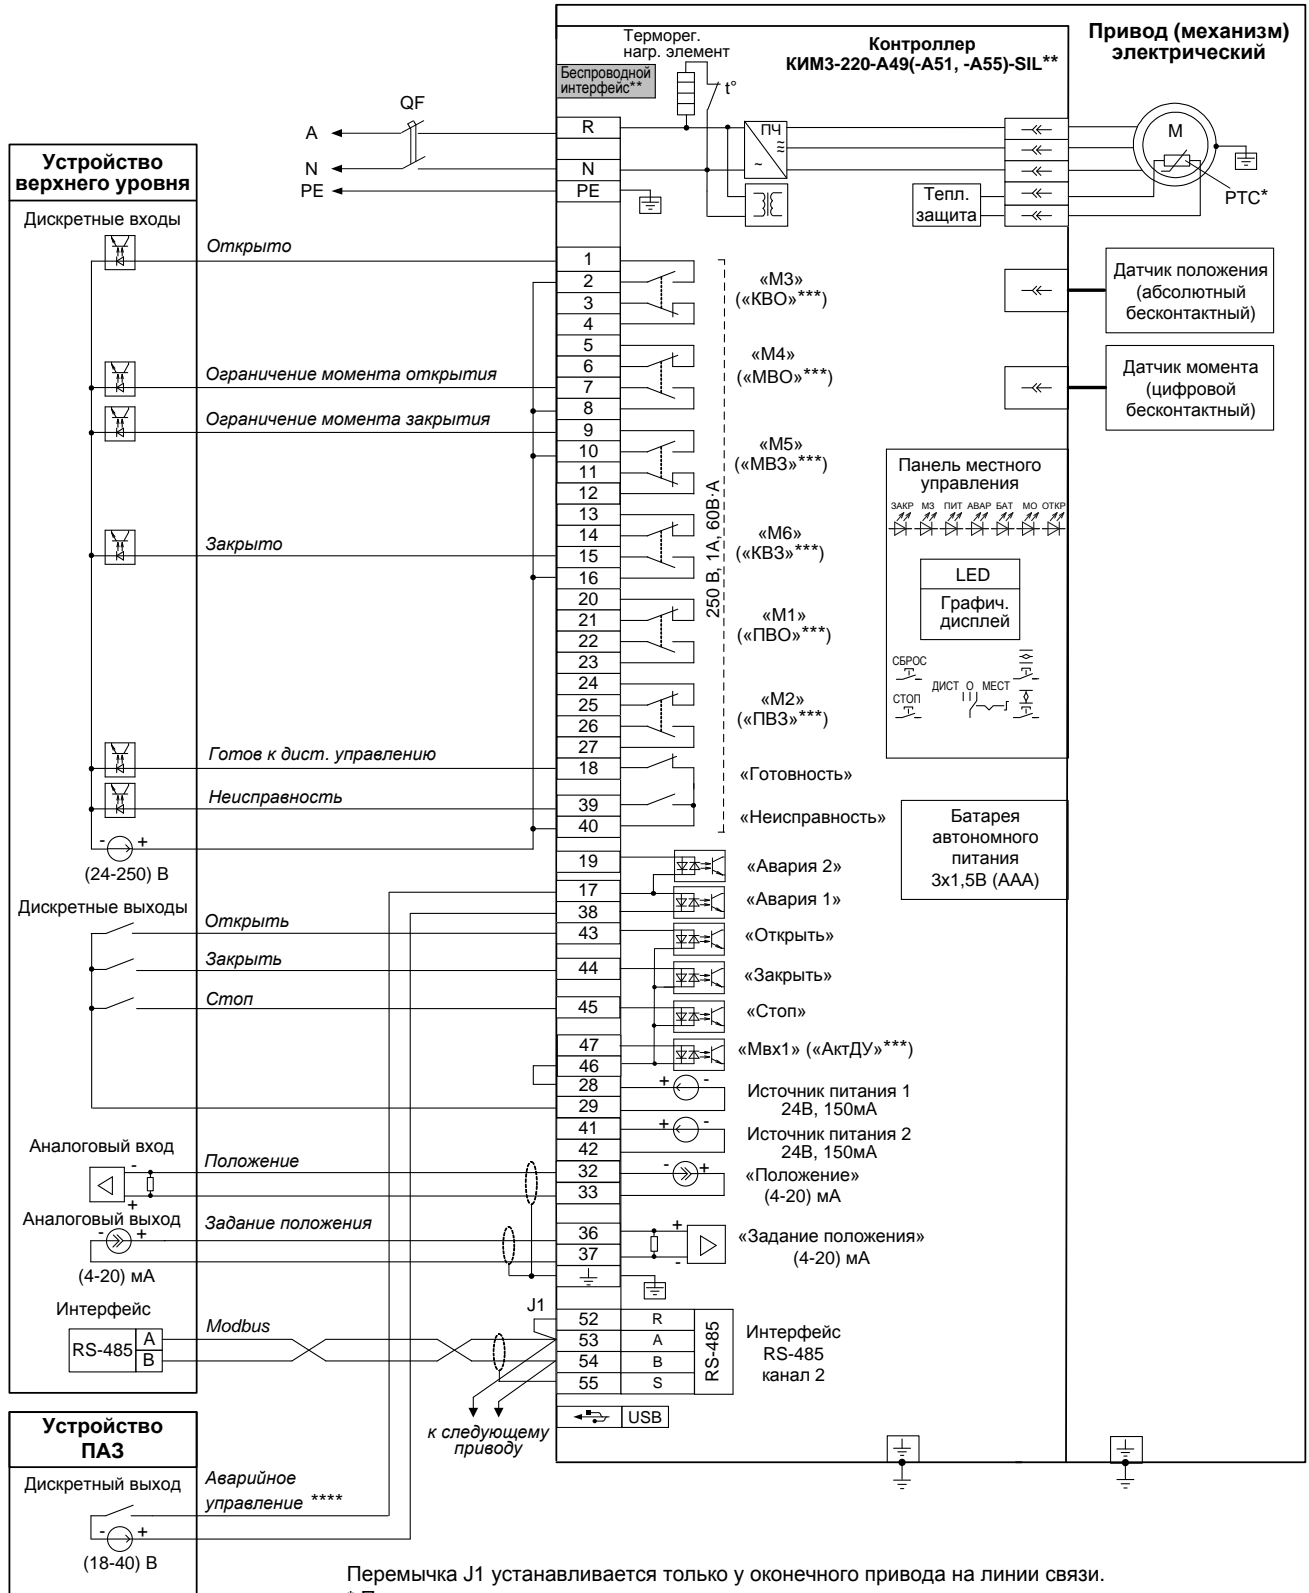 Привод (механизм)
электрический
Контроллер
КИМ3-220-А49(-А51, -А55)-SIL**
Терморег.
нагр. элемент
Беспроводной
интерфейс**
t°
QF
A
N
PE
R
N
PE
ПЧ
≈
~
M
PTC*
Тепл.
защита
Устройство
верхнего уровня
Дискретные входы
Открыто
Ограничение момента открытия
Ограничение момента закрытия
Закрыто
Готов к дист. управлению
Неисправность
- +
(24-250) В
Дискретные выходы
Открыть
Закрыть
Стоп
Аналоговый вход
-
+
Положение
Аналоговый выход
- +
Задание положения
(4-20) мА
Интерфейс
RS-485
A
B
Modbus
1
2
3
4
5
6
7
8
9
10
11
12
13
14
15
16
20
21
22
23
24
25
26
27
18
39
40
19
17
38
43
44
45
47
46
28
29
41
42
32
33
36
37
J1
52 R
53 A
54 B
55 S
RS-485
USB
«М3»
(«КВО»***)
«М4»
(«МВО»***)
«М5»
(«МВЗ»***)
«М6»
(«КВЗ»***)
«М1»
(«ПВО»***)
«М2»
(«ПВЗ»***)
250 В, 1А, 60В·А
«Готовность»
«Неисправность»
«Авария 2»
«Авария 1»
«Открыть»
«Закрыть»
«Стоп»
«Мвх1» («АктДУ»***)
+ -
Источник питания 1
24В, 150мА
+ -
Источник питания 2
24В, 150мА
- +
«Положение»
(4-20) мА
+
-
«Задание положения»
(4-20) мА
Интерфейс
RS-485
канал 2
Датчик положения
(абсолютный
бесконтактный)
Датчик момента
(цифровой
бесконтактный)
Панель местного
управления
ЗАКР МЗ ПИТ АВАР БАТ МО ОТКР
LED
Графич.
дисплей
СБРОС
СТОП
ДИСТ О МЕСТ
Батарея
автономного
питания
3х1,5В (ААА)
к следующему
приводу
Устройство
ПАЗ
Дискретный выход
- +
(18-40) В
Аварийное
управление ****
Перемычка J1 устанавливается только у оконечного привода на линии связи.